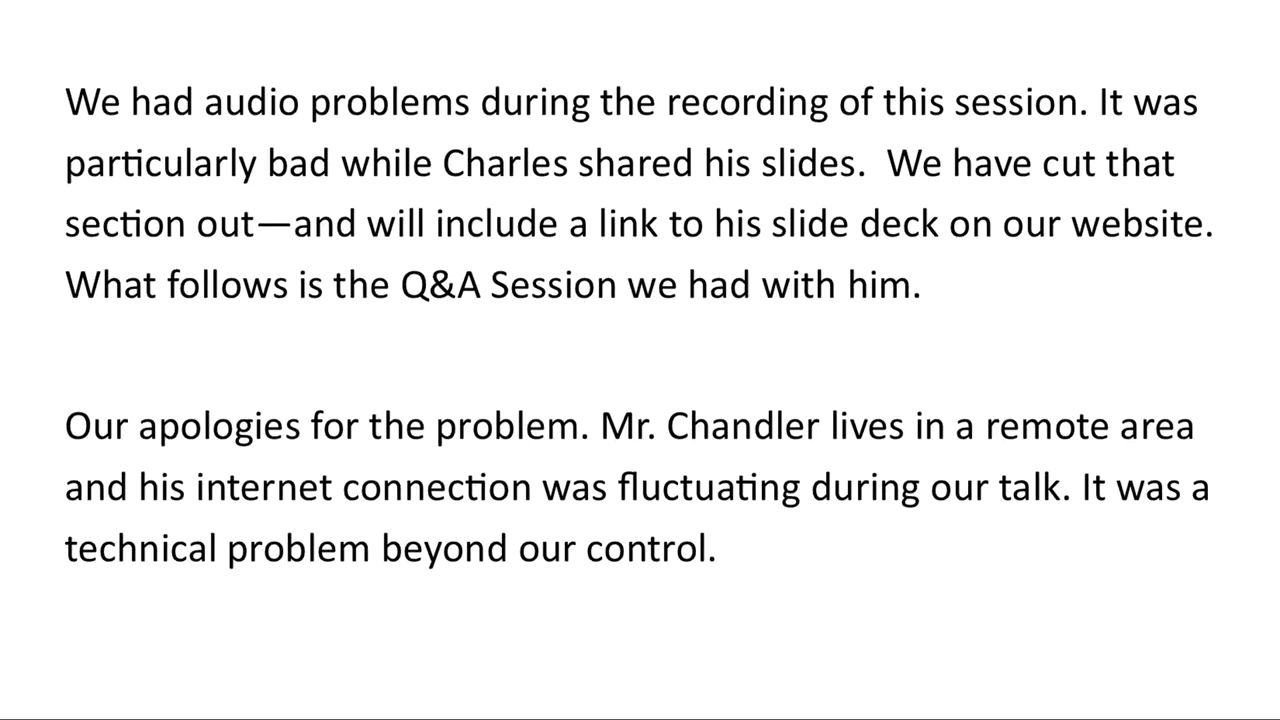 We had audio problems during the recording of this session. It was
particularly bad while Charles shared his slides.  We have cut that
section out—and will include a link to his slide deck on our website.
What follows is the Q&A Session we had with him.
Our apologies for the problem. Mr. Chandler lives in a remote area
and his internet connection was fluctuating during our talk. It was a
technical problem beyond our control.